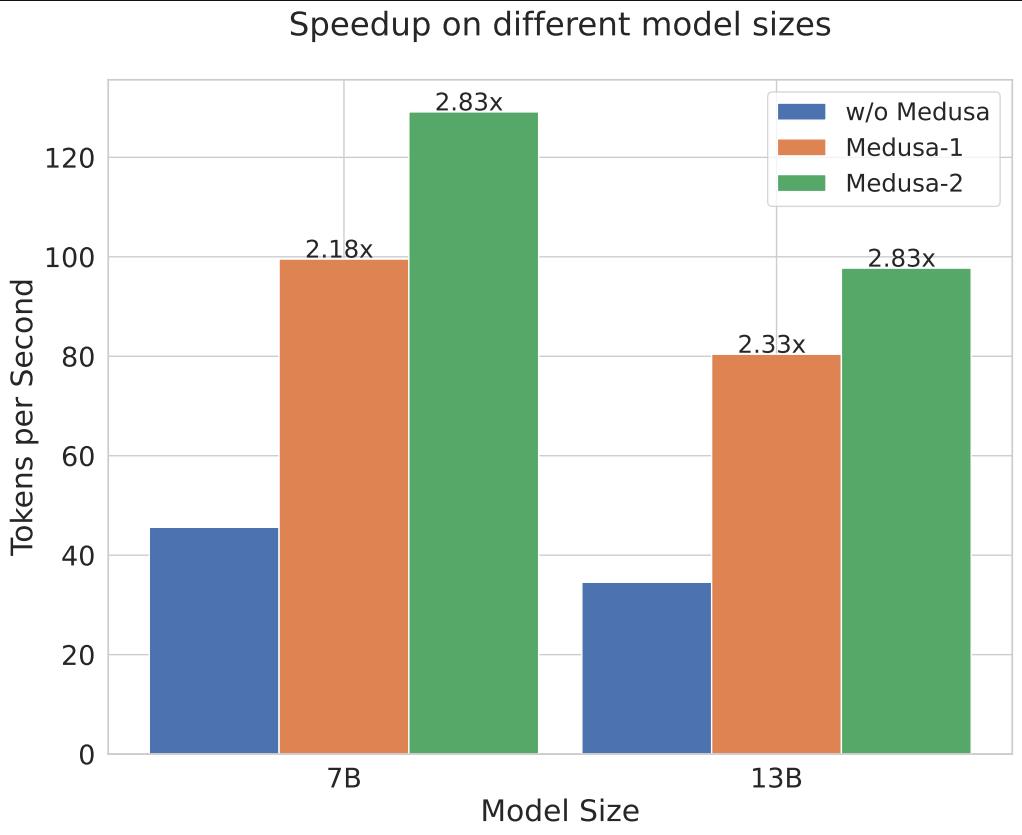 Speedup on different model sizes
2.83x
w/o Medusa
Medusa-1
Medusa-2
2.18x
2.83x
2.33x
120
100
80
60
40
20
0
Tokens per Second
7B
13B
Model Size